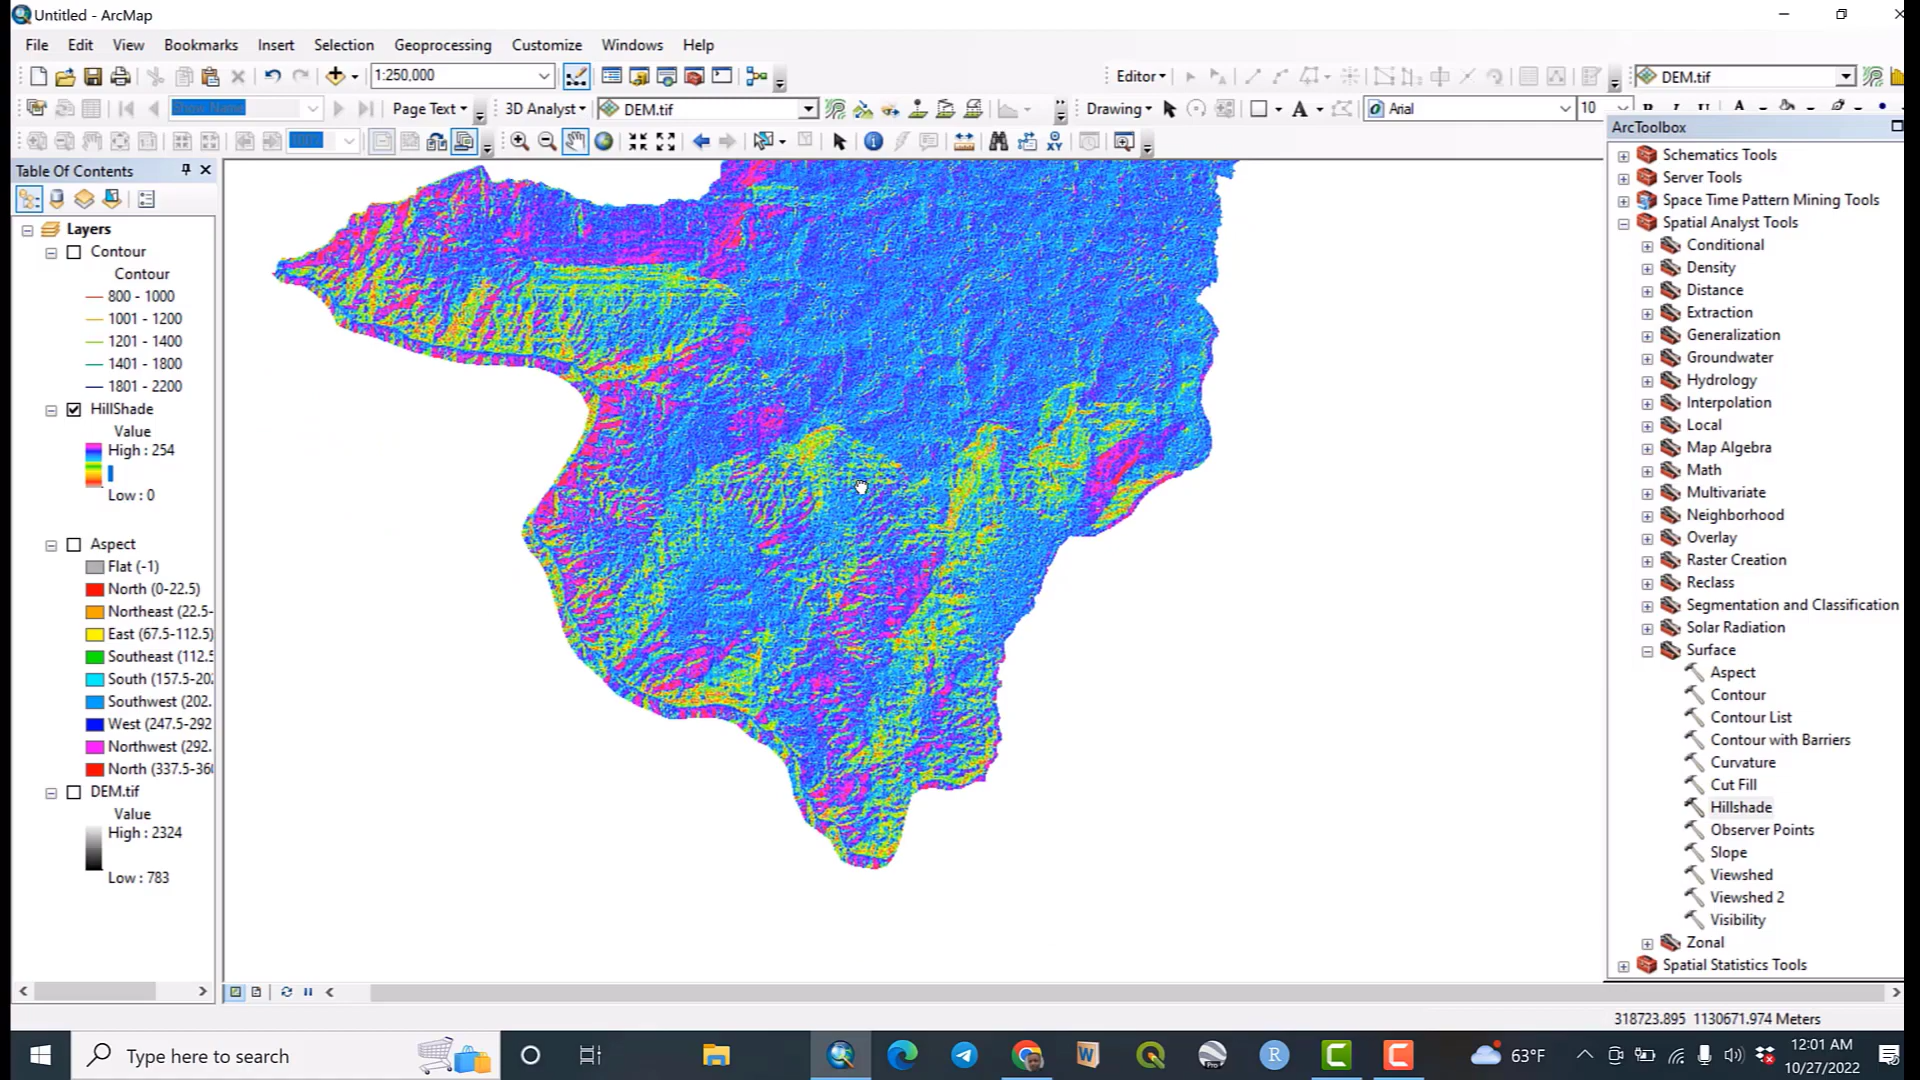 Untitled - ArcMap
File Edit View Bookmarks Insert Selection Geoprocessing Customize Windows Help
1:250,000
Editor
DEM.tif
Show Name
Page Text
3D Analyst
DEM.tif
Drawing
A
Arial
10
B
A
ArcToolbox
Table Of Contents
Layers
Contour
Contour
800 - 1000
1001 - 1200
1201 - 1400
1401 - 1800
1801 - 2200
HillShade
Value
High : 254
Low : 0
Aspect
Flat (-1)
North (0-22.5)
Northeast (22.5-
East (67.5-112.5)
Southeast (112.5
South (157.5-20
Southwest (202.
West (247.5-292
Northwest (292.
North (337.5-36
DEM.tif
Value
High : 2324
Low : 783
Schematics Tools
Server Tools
Space Time Pattern Mining Tools
Spatial Analyst Tools
Conditional
Density
Distance
Extraction
Generalization
Groundwater
Hydrology
Interpolation
Local
Map Algebra
Math
Multivariate
Neighborhood
Overlay
Raster Creation
Reclass
Segmentation and Classification
Solar Radiation
Surface
Aspect
Contour
Contour List
Contour with Barriers
Curvature
Cut Fill
Hillshade
Observer Points
Slope
Viewshed
Viewshed 2
Visibility
Zonal
Spatial Statistics Tools
318723.895 1130671.974 Meters
Type here to search
63°F
12:01 AM
10/27/2022